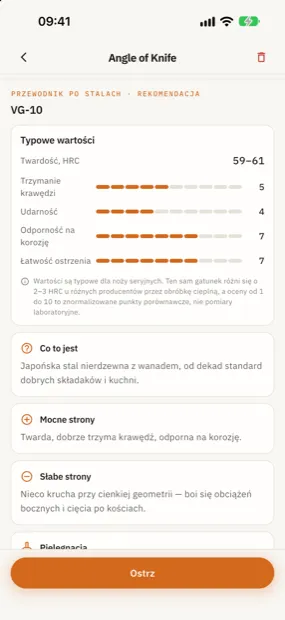 09:41
Angle of Knife
PRZEWODNIK PO STALACH · REKOMENDACJA
VG-10
Typowe wartości
Twardość, HRC 59–61
Trzymanie
krawędzi 5
Udarność 4
Odporność na
korozję 7
Łatwość ostrzenia 7
Wartości są typowe dla noży seryjnych. Ten sam gatunek różni się o
2–3 HRC u różnych producentów przez obróbkę cieplną, a oceny od 1
do 10 to znormalizowane punkty porównawcze, nie pomiary
laboratoryjne.
Co to jest
Japońska stal nierdzewna z wanadem, od dekad standard
dobrych składaków i kuchni.
Mocne strony
Twarda, dobrze trzyma krawędź, odporna na korozję.
Słabe strony
Nieco krucha przy cienkiej geometrii — boi się obciążeń
bocznych i cięcia po kościach.
Pielęgnacja
Ostrz